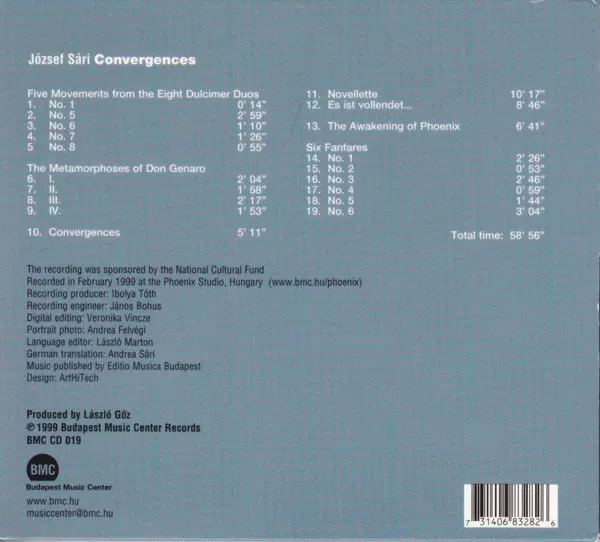 József Sári Convergences
Five Movements from the Eight Dulcimer Duos
1. No. 1 0' 14"
2. No. 5 2' 59"
3. No. 6 1' 10"
4. No. 7 1' 26"
5 No. 8 0' 55"
The Metamorphoses of Don Genaro
6. I. 2' 04"
7. II. 1' 58"
8. III. 2' 17"
9. IV. 1' 53"
10. Convergences 5' 11"
11. Novellette 10' 17"
12. Es ist vollendet... 8' 46"
13. The Awakening of Phoenix 6' 41"
Six Fanfares
14. No. 1 2' 26"
15. No. 2 0' 53"
16. No. 3 2' 46"
17. No. 4 0' 59"
18. No. 5 1' 44"
19. No. 6 3' 04"
Total time: 58' 56"
The recording was sponsored by the National Cultural Fund
Recorded in February 1999 at the Phoenix Studio, Hungary (www.bmc.hu/phoenix)
Recording producer: Ibolya Tóth
Recording engineer: János Bohus
Digital editing: Veronika Vincze
Portrait photo: Andrea Felvégi
Language editor: László Marton
German translation: Andrea Sári
Music published by Editio Musica Budapest
Design: ArtHiTech
Produced by László Gőz
℗ 1999 Budapest Music Center Records
BMC CD 019
BMC
Budapest Music Center
www.bmc.hu
musiccenter@bmc.hu
7 31406 83282 6